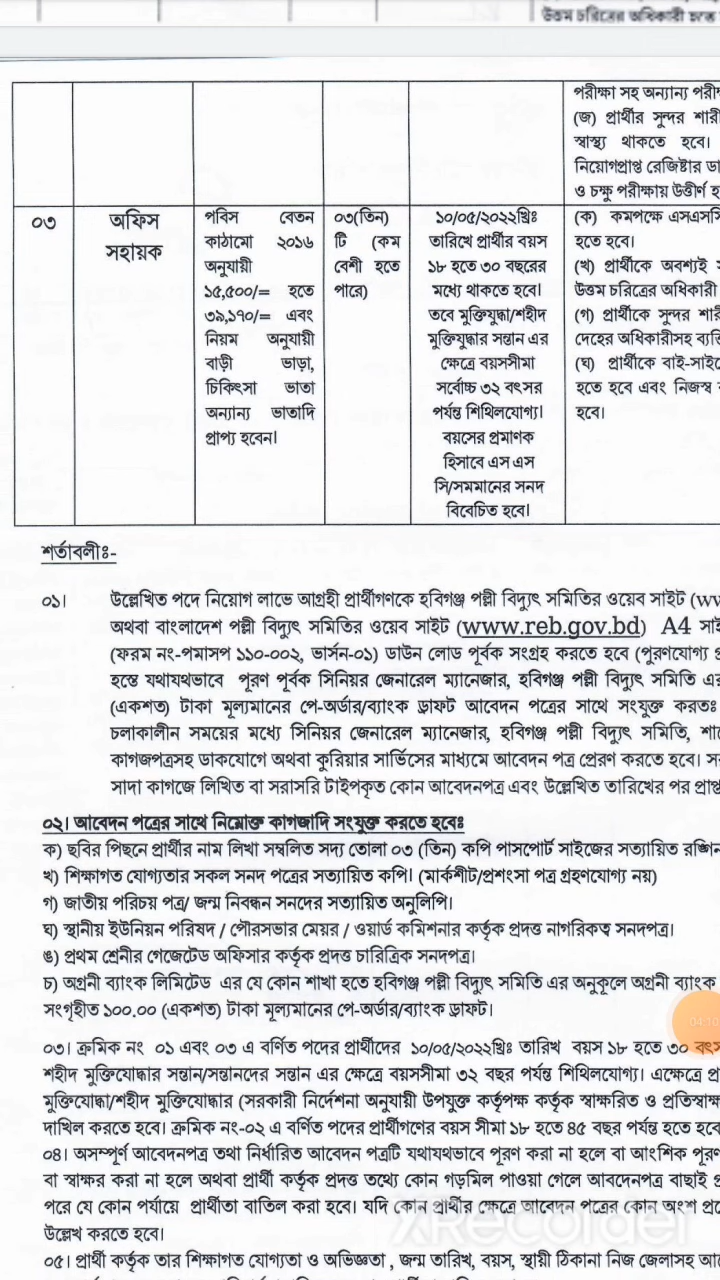 উত্তম চরিত্রের অধিকারী হতে
পরীক্ষা সহ অন্যান্য
(জ) প্রার্থীর সুন্দর
স্বাস্থ্য থাকতে হবে।
নিয়োগপ্রাপ্ত রেজিষ্টার
ও চক্ষু পরীক্ষায় উত্তীর্ণ
০৩
অফিস
সহায়ক
পবিস বেতন
কাঠামো ২০১৬
অনুযায়ী
১৫,৫০০/= হতে
৩৯,১৭০/= এবং
নিয়ম অনুযায়ী
বাড়ী ভাড়া,
চিকিৎসা ভাতা
অন্যান্য ভাতাদি
প্রাপ্য হবেন।
০৩(তিন)
টি (কম
বেশী হতে
পারে)
১০/০৫/২০২২খ্রিঃ
তারিখে প্রার্থীর বয়স
১৮ হতে ৩০ বছরের
মধ্যে থাকতে হবে।
তবে মুক্তিযুদ্ধা/শহীদ
মুক্তিযুদ্ধার সন্তান এর
ক্ষেত্রে বয়সসীমা
সর্বোচ্চ ৩২ বৎসর
পর্যন্ত শিথিলযোগ্য।
বয়সের প্রমাণক
হিসাবে এস এস
সি/সমমানের সনদ
বিবেচিত হবে।
(ক) কমপক্ষে এসএসসি
হতে হবে।
(খ) প্রার্থীকে অবশ্যই
উত্তম চরিত্রের অধিকারী
(গ) প্রার্থীকে সুন্দর
দেহের অধিকারীসহ
(ঘ) প্রার্থীকে
হতে হবে এবং নিজস্ব
হবে।
শর্তাবলীঃ-
০১। উল্লেখিত পদে নিয়োগ লাভে আগ্রহী প্রার্থীগণকে হবিগঞ্জ পল্লী বিদ্যুৎ সমিতির ওয়েব সাইট (ww
অথবা বাংলাদেশ পল্লী বিদ্যুৎ সমিতির ওয়েব সাইট (www.reb.gov.bd) A4
(ফরম নং-পমাসপ ১১০-০০২, ভার্সন-০১) ডাউন লোড পূর্বক সংগ্রহ করতে হবে (পুরণযোগ্য
হস্তে যথাযথভাবে পূরণ পূর্বক সিনিয়র জেনারেল ম্যানেজার, হবিগঞ্জ পল্লী বিদ্যুৎ সমিতি এর
(একশত) টাকা মূল্যমানের পে-অর্ডার/ব্যাংক ড্রাফট আবেদন পত্রের সাথে সংযুক্ত করতঃ
চলাকালীন সময়ের মধ্যে সিনিয়র জেনারেল ম্যানেজার, হবিগঞ্জ পল্লী বিদ্যুৎ সমিতি,
কাগজপত্রসহ ডাকযোগে অথবা কুরিয়ার সার্ভিসের মাধ্যমে আবেদন পত্র প্রেরণ করতে হবে।
সাদা কাগজে লিখিত বা সরাসরি টাইপকৃত কোন আবেদনপত্র এবং উল্লেখিত তারিখের পর
০২। আবেদন পত্রের সাথে নিম্নোক্ত কাগজাদি সংযুক্ত করতে হবেঃ
ক) ছবির পিছনে প্রার্থীর নাম লিখা সম্বলিত সদ্য তোলা ০৩ (তিন) কপি পাসপোর্ট সাইজের সত্যায়িত রঙ্গিন
খ) শিক্ষাগত যোগ্যতার সকল সনদ পত্রের সত্যায়িত কপি। (মার্কশীট/প্রশংসা পত্র গ্রহণযোগ্য নয়)
গ) জাতীয় পরিচয় পত্র/ জন্ম নিবন্ধন সনদের সত্যায়িত অনুলিপি।
ঘ) স্থানীয় ইউনিয়ন পরিষদ / পৌরসভার মেয়র / ওয়ার্ড কমিশনার কর্তৃক প্রদত্ত নাগরিকত্ব সনদপত্র।
ঙ) প্রথম শ্রেনীর গেজেটেড অফিসার কর্তৃক প্রদত্ত চারিত্রিক সনদপত্র।
চ) অগ্রনী ব্যাংক লিমিটেড এর যে কোন শাখা হতে হবিগঞ্জ পল্লী বিদ্যুৎ সমিতি এর অনুকূলে অগ্রনী ব্যাংক
সংগৃহীত ১০০.০০ (একশত) টাকা মূল্যমানের পে-অর্ডার/ব্যাংক ড্রাফট।
04:10
০৩। ক্রমিক নং ০১ এবং ০৩ এ বর্ণিত পদের প্রার্থীদের ১০/০৫/২০২২খ্রিঃ তারিখ বয়স ১৮ হতে ৩০
শহীদ মুক্তিযোদ্ধার সন্তান/সন্তানদের সন্তান এর ক্ষেত্রে বয়সসীমা ৩২ বছর পর্যন্ত শিথিলযোগ্য। এক্ষেত্রে
মুক্তিযোদ্ধা/শহীদ মুক্তিযোদ্ধার (সরকারী নির্দেশনা অনুযায়ী উপযুক্ত কর্তৃপক্ষ কর্তৃক স্বাক্ষরিত ও
দাখিল করতে হবে। ক্রমিক নং-০২ এ বর্ণিত পদের প্রার্থীগণের বয়স সীমা ১৮ হতে ৪৫ বছর পর্যন্ত হতে হবে
০৪। অসম্পূর্ণ আবেদনপত্র তথা নির্ধারিত আবেদন পত্রটি যথাযথভাবে পূরণ করা না হলে বা আংশিক পূরণ
বা স্বাক্ষর করা না হলে অথবা প্রার্থী কর্তৃক প্রদত্ত তথ্যে কোন গড়মিল পাওয়া গেলে আবদেনপত্র বাছাই
পরে যে কোন পর্যায়ে প্রার্থীতা বাতিল করা হবে। যদি কোন প্রার্থীর ক্ষেত্রে আবেদন পত্রের কোন অংশ
উল্লেখ করতে হবে।
XRecorder
০৫। প্রার্থী কর্তৃক তার শিক্ষাগত যোগ্যতা ও অভিজ্ঞতা , জন্ম তারিখ, বয়স, স্থায়ী ঠিকানা নিজ জেলাসহ